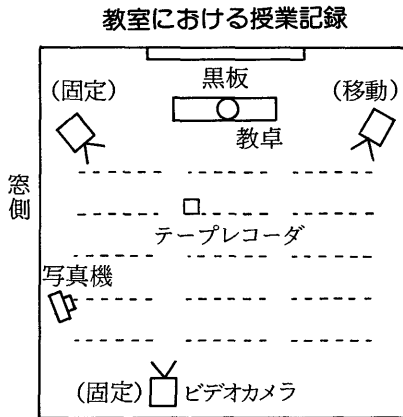 教室における授業記録
黒板
(固定)
(移動)
教卓
窓側
テープレコーダ
写真機
(固定)
ビデオカメラ